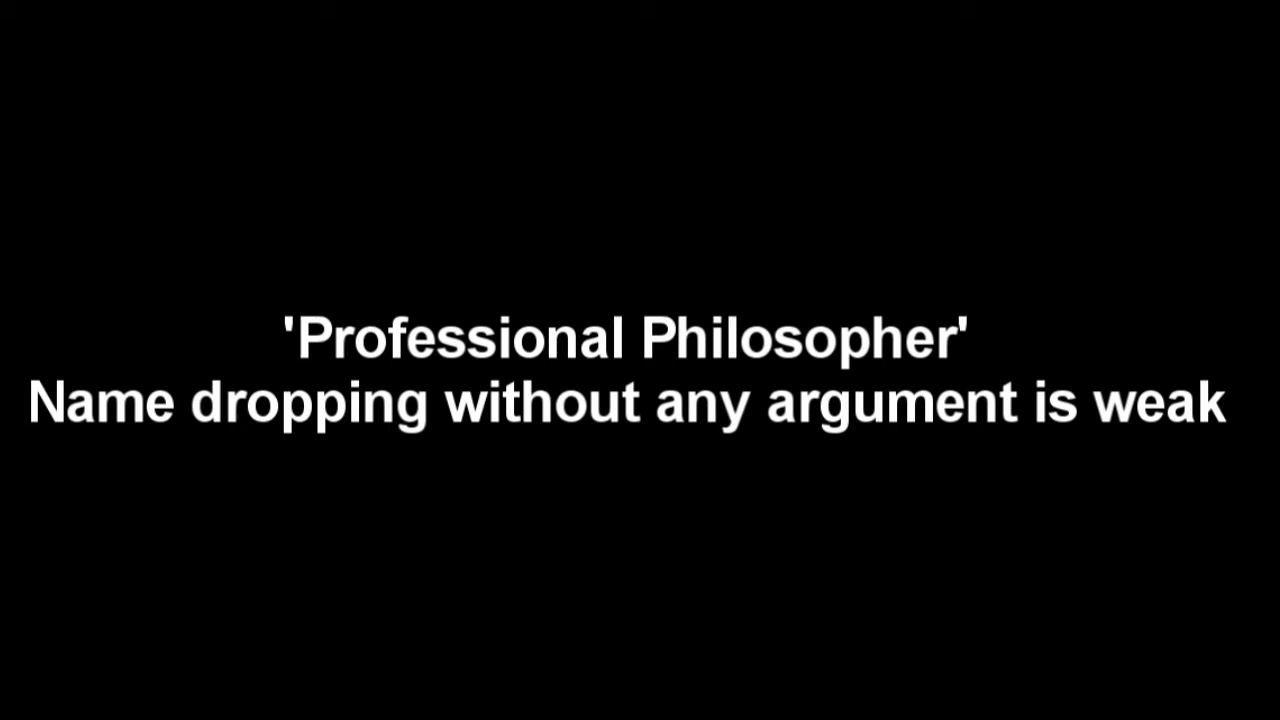 'Professional Philosopher'
Name dropping without any argument is weak